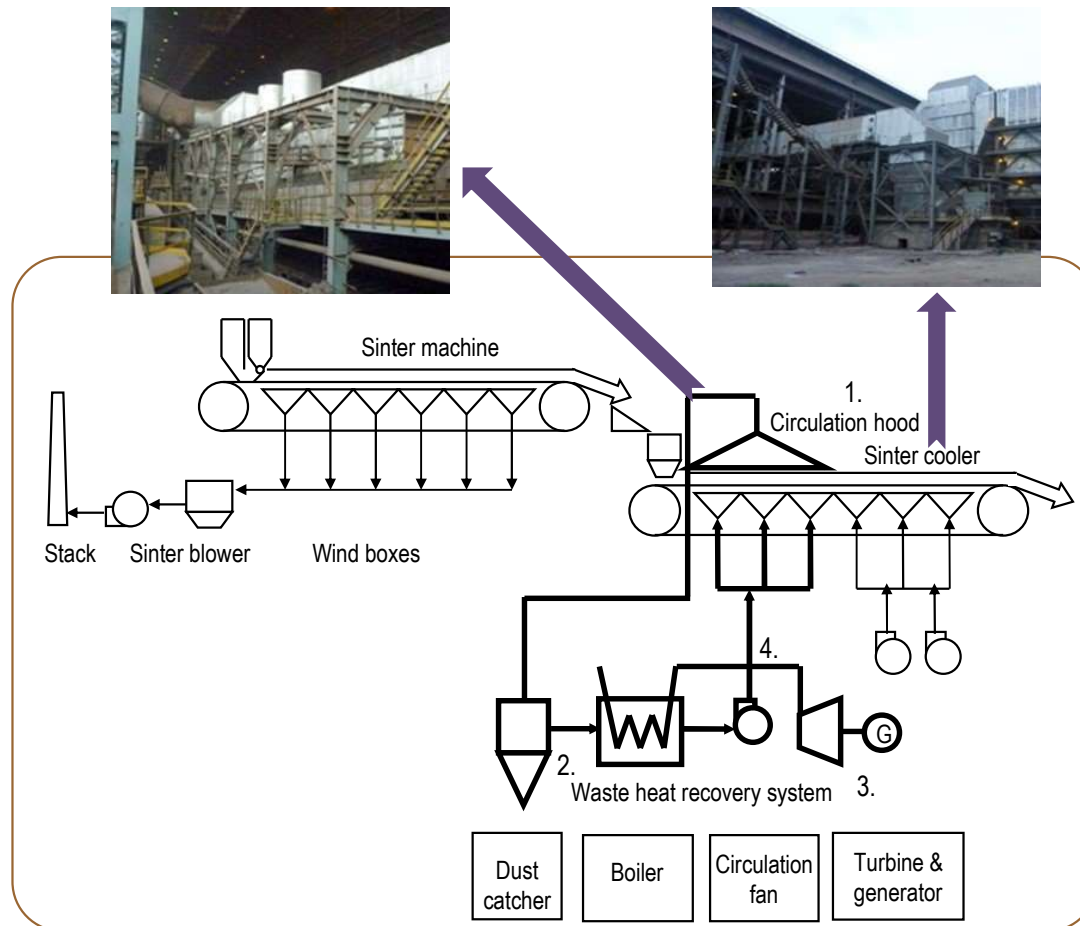 Sinter machine
1.
Circulation hood
Sinter cooler
Stack
Sinter blower
Wind boxes
4.
G
2.
Waste heat recovery system
3.
Dust
catcher
Boiler
Circulation
fan
Turbine &
generator